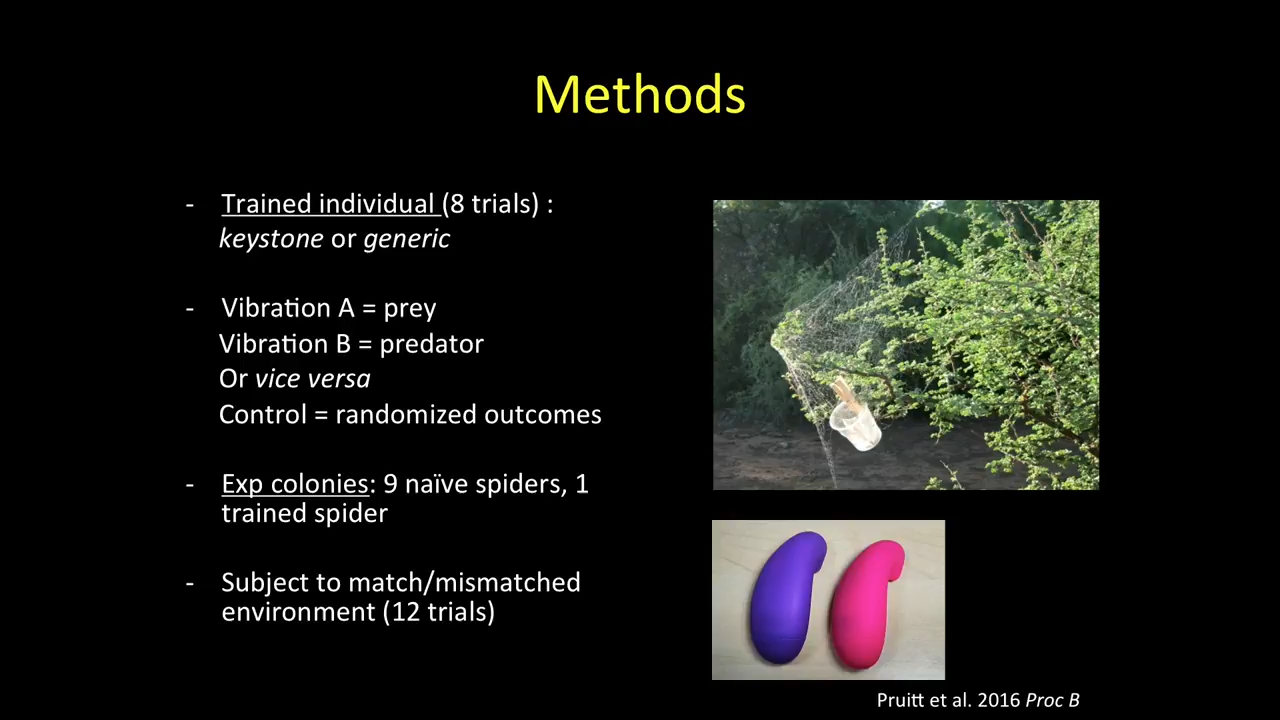 Methods
- Trained individual (8 trials) :
keystone or generic
- Vibration A = prey
Vibration B = predator
Or vice versa
Control = randomized outcomes
- Exp colonies: 9 naïve spiders, 1
trained spider
- Subject to match/mismatched
environment (12 trials)
Pruitt et al. 2016 Proc B